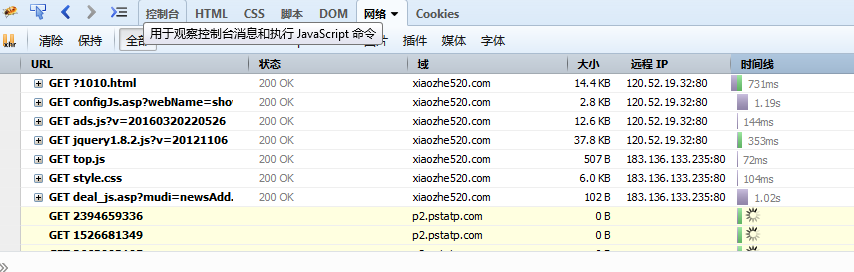 控制台 HTML CSS 脚本 DOM 网络 Cookies
用于观察控制台消息和执行 JavaScript 命令
xhr 清除 保持 全部 图片 插件 媒体 字体
URL 状态 域 大小 远程 IP 时间线
GET ?1010.html 200 OK xiaozhe520.com 14.4 KB 120.52.19.32:80 731ms
GET configJs.asp?webName=show 200 OK xiaozhe520.com 2.8 KB 120.52.19.32:80 1.19s
GET ads.js?v=20160320220526 200 OK xiaozhe520.com 12.6 KB 120.52.19.32:80 144ms
GET jquery1.8.2.js?v=20121106 200 OK xiaozhe520.com 37.8 KB 120.52.19.32:80 353ms
GET top.js 200 OK xiaozhe520.com 507 B 183.136.133.235:80 72ms
GET style.css 200 OK xiaozhe520.com 6.0 KB 183.136.133.235:80 104ms
GET deal_js.asp?mudi=newsAdd. 200 OK xiaozhe520.com 102 B 183.136.133.235:80 1.02s
GET 2394659336 p2.pstatp.com 0 B
GET 1526681349 p2.pstatp.com 0 B